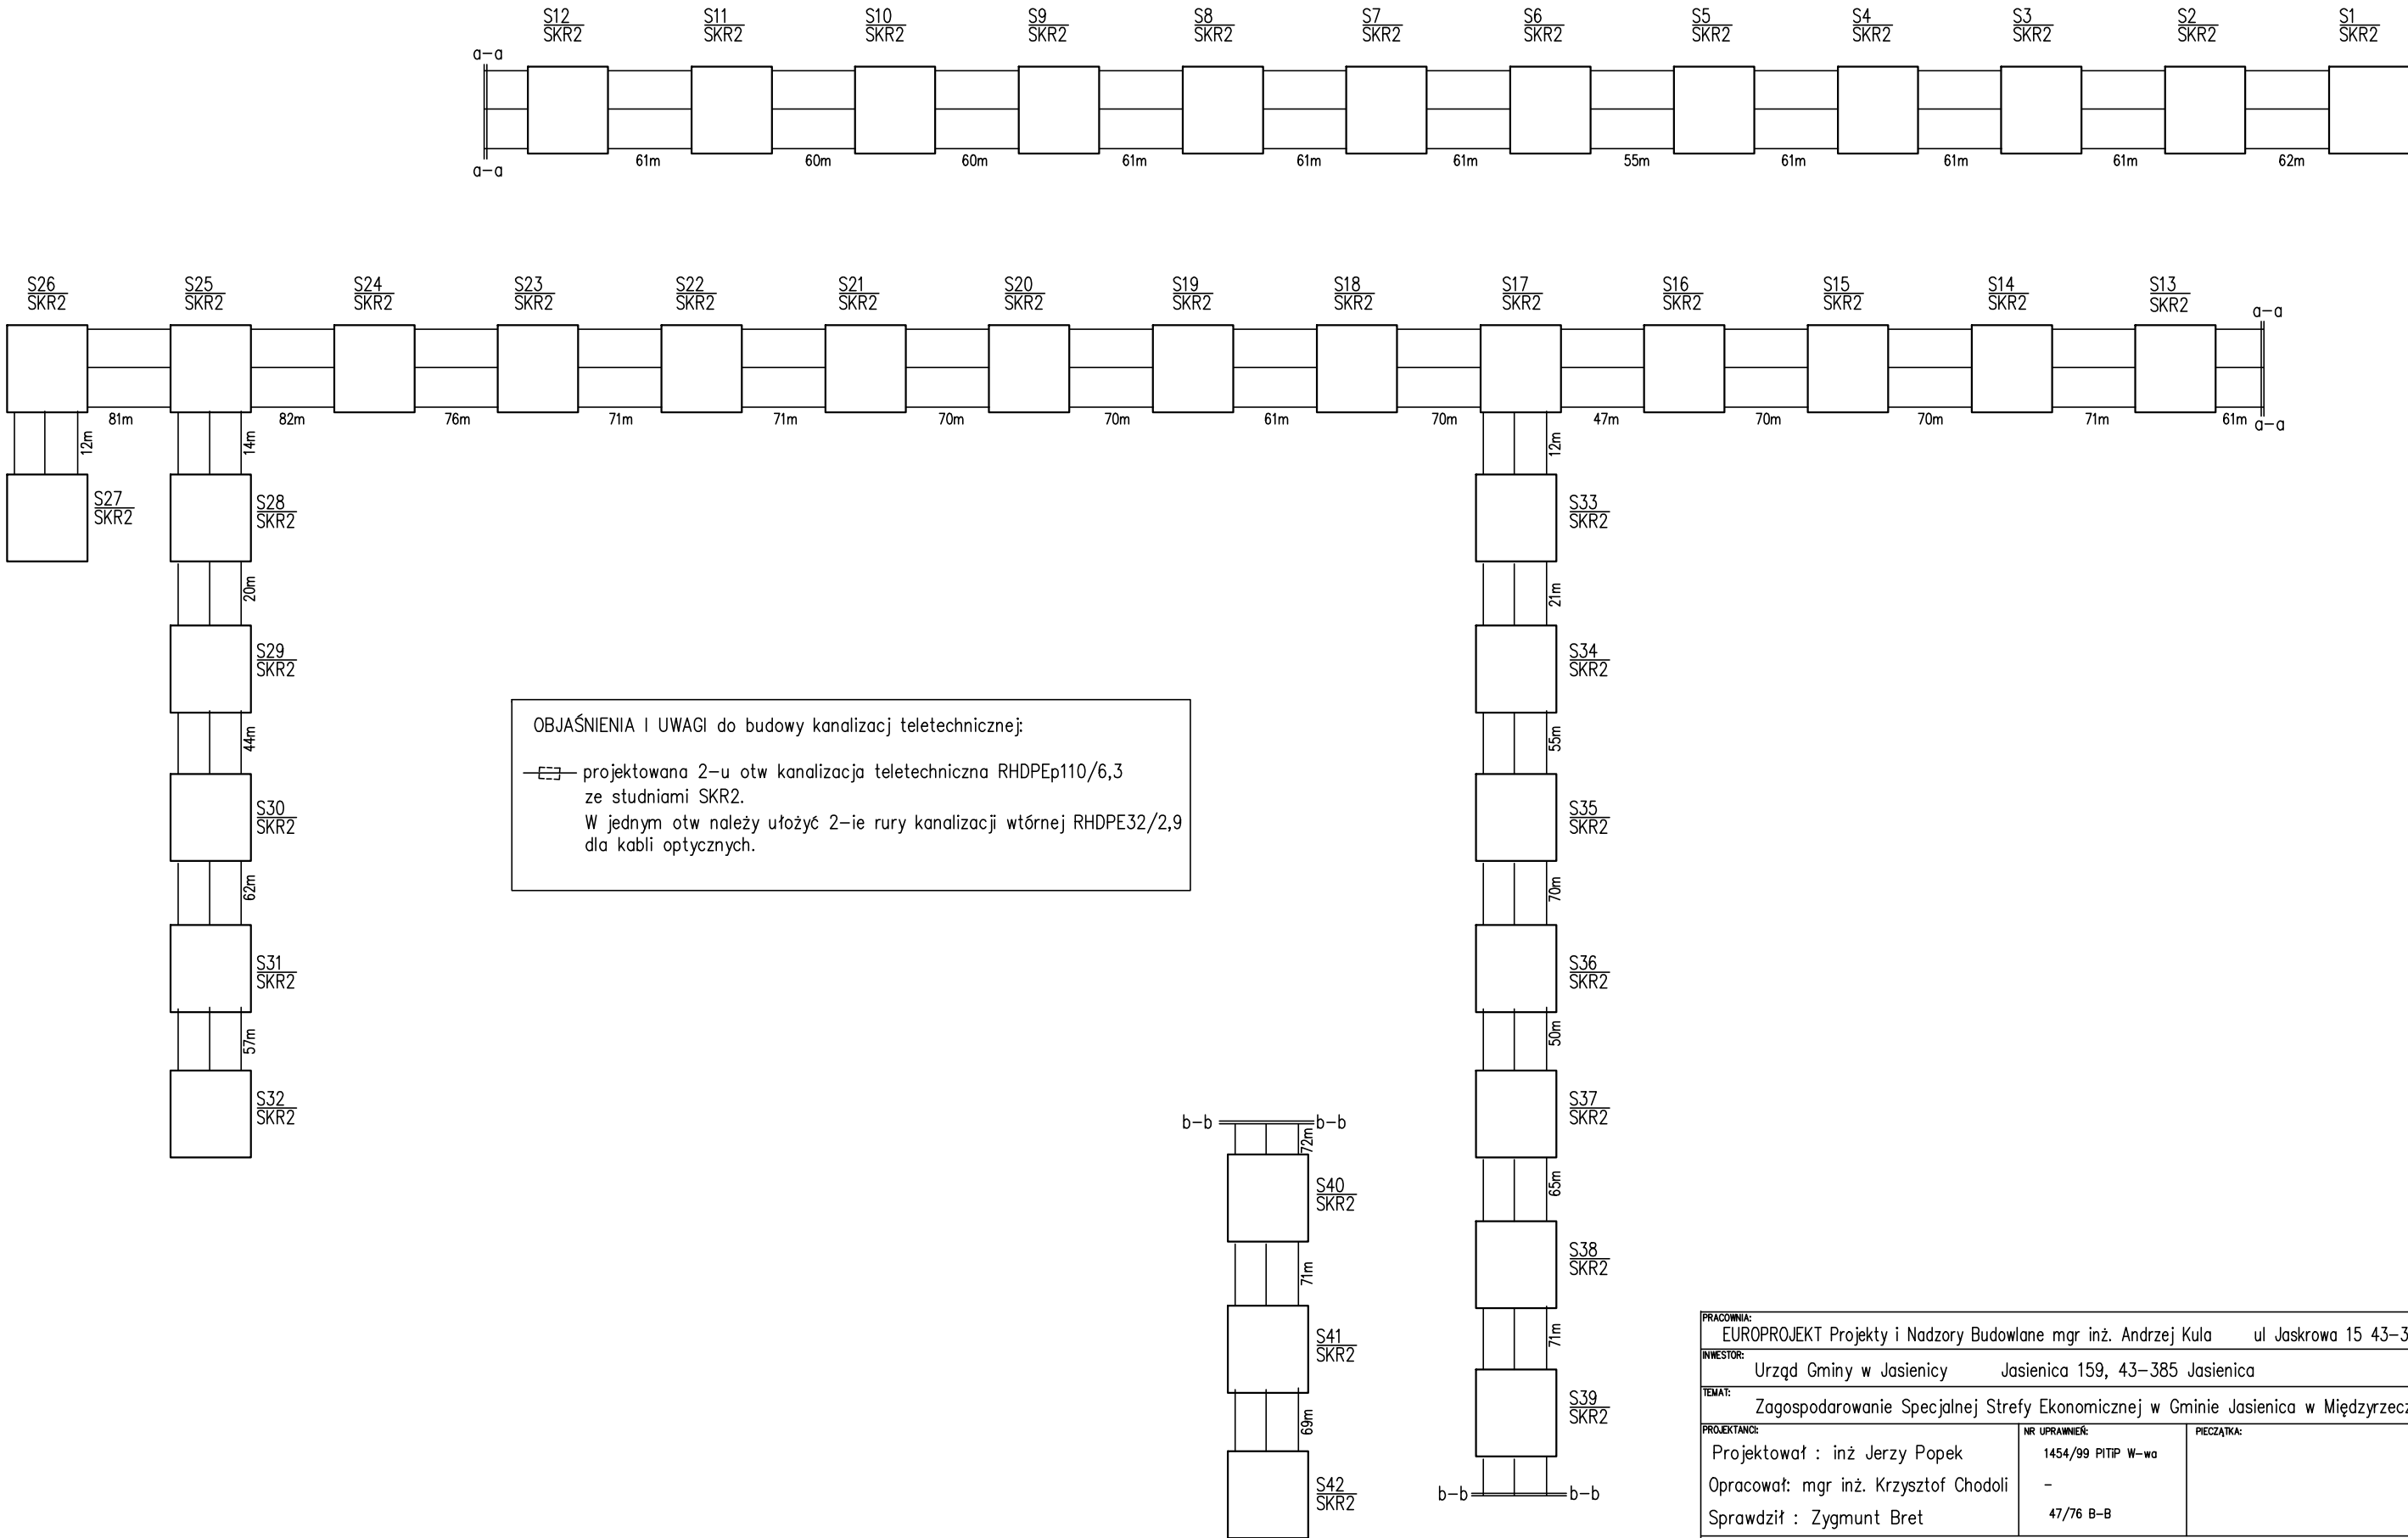 S12 S11 S10 S9 S8 S7 S6 S5 S4 S3 S2 S1
SKR2 SKR2 SKR2 SKR2 SKR2 SKR2 SKR2 SKR2 SKR2 SKR2 SKR2 SKR2
a-a
61m 60m 60m 61m 61m 61m 55m 61m 61m 61m 62m
a-a
S26 S25 S24 S23 S22 S21 S20 S19 S18 S17 S16 S15 S14 S13
SKR2 SKR2 SKR2 SKR2 SKR2 SKR2 SKR2 SKR2 SKR2 SKR2 SKR2 SKR2 SKR2 SKR2
a-a
81m 82m 76m 71m 71m 70m 70m 61m 70m 47m 70m 70m 71m 61m
a-a
12m
S27
SKR2
14m
S28
SKR2
20m
S29
SKR2
44m
S30
SKR2
62m
S31
SKR2
57m
S32
SKR2
OBJAŚNIENIA I UWAGI do budowy kanalizacj teletechnicznej:
projektowana 2-u otw kanalizacja teletechniczna RHDPEp110/6,3
ze studniami SKR2.
W jednym otw należy ułożyć 2-ie rury kanalizacji wtórnej RHDPE32/2,9
dla kabli optycznych.
12m
S33
SKR2
21m
S34
SKR2
55m
S35
SKR2
70m
S36
SKR2
50m
S37
SKR2
65m
S38
SKR2
71m
S39
SKR2
b-b b-b
b-b b-b
72m
S40
SKR2
71m
S41
SKR2
69m
S42
SKR2
PRACOWNIA:
EUROPROJEKT Projekty i Nadzory Budowlane mgr inż. Andrzej Kula ul Jaskrowa 15 43-3
INWESTOR:
Urząd Gminy w Jasienicy Jasienica 159, 43-385 Jasienica
TEMAT:
Zagospodarowanie Specjalnej Strefy Ekonomicznej w Gminie Jasienica w Międzyrzecz
PROJEKTANCI: NR UPRAWNIEŃ: PIECZĄTKA:
Projektował : inż Jerzy Popek 1454/99 PITiP W-wa
Opracował: mgr inż. Krzysztof Chodoli -
Sprawdził : Zygmunt Bret 47/76 B-B